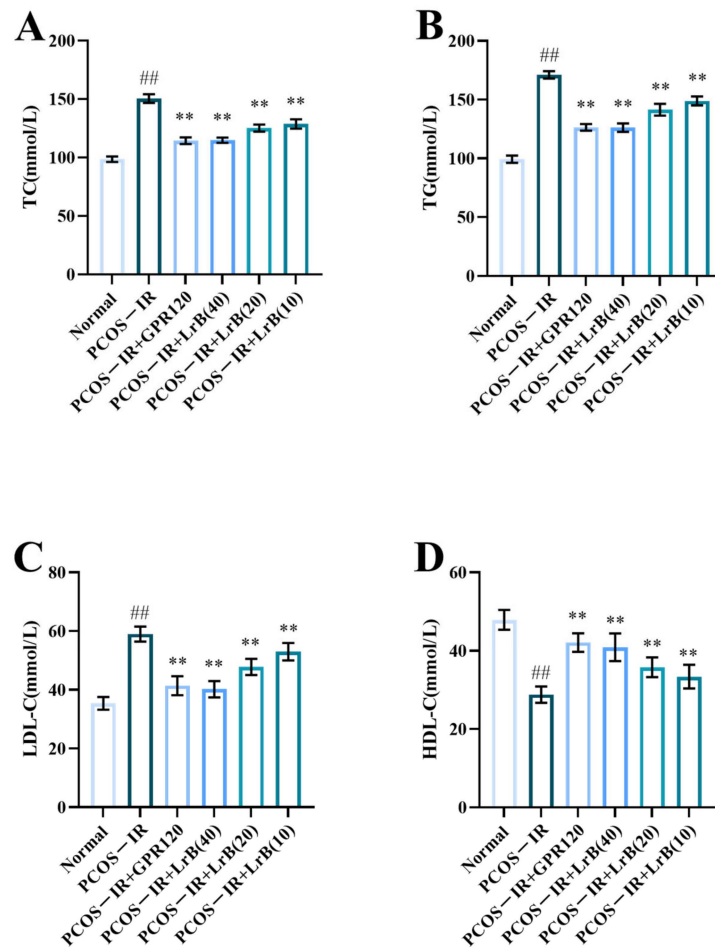 A
TC(mmol/L)
200
150
100
50
0
##
**
**
**
**
Normal
PCOS−IR
PCOS−IR+GPR120
PCOS−IR+LrB(40)
PCOS−IR+LrB(20)
PCOS−IR+LrB(10)
B
TG(mmol/L)
200
150
100
50
0
##
**
**
**
**
Normal
PCOS−IR
PCOS−IR+GPR120
PCOS−IR+LrB(40)
PCOS−IR+LrB(20)
PCOS−IR+LrB(10)
C
LDL-C(mmol/L)
80
60
40
20
0
##
**
**
**
**
Normal
PCOS−IR
PCOS−IR+GPR120
PCOS−IR+LrB(40)
PCOS−IR+LrB(20)
PCOS−IR+LrB(10)
D
HDL-C(mmol/L)
60
40
20
0
##
**
**
**
**
Normal
PCOS−IR
PCOS−IR+GPR120
PCOS−IR+LrB(40)
PCOS−IR+LrB(20)
PCOS−IR+LrB(10)